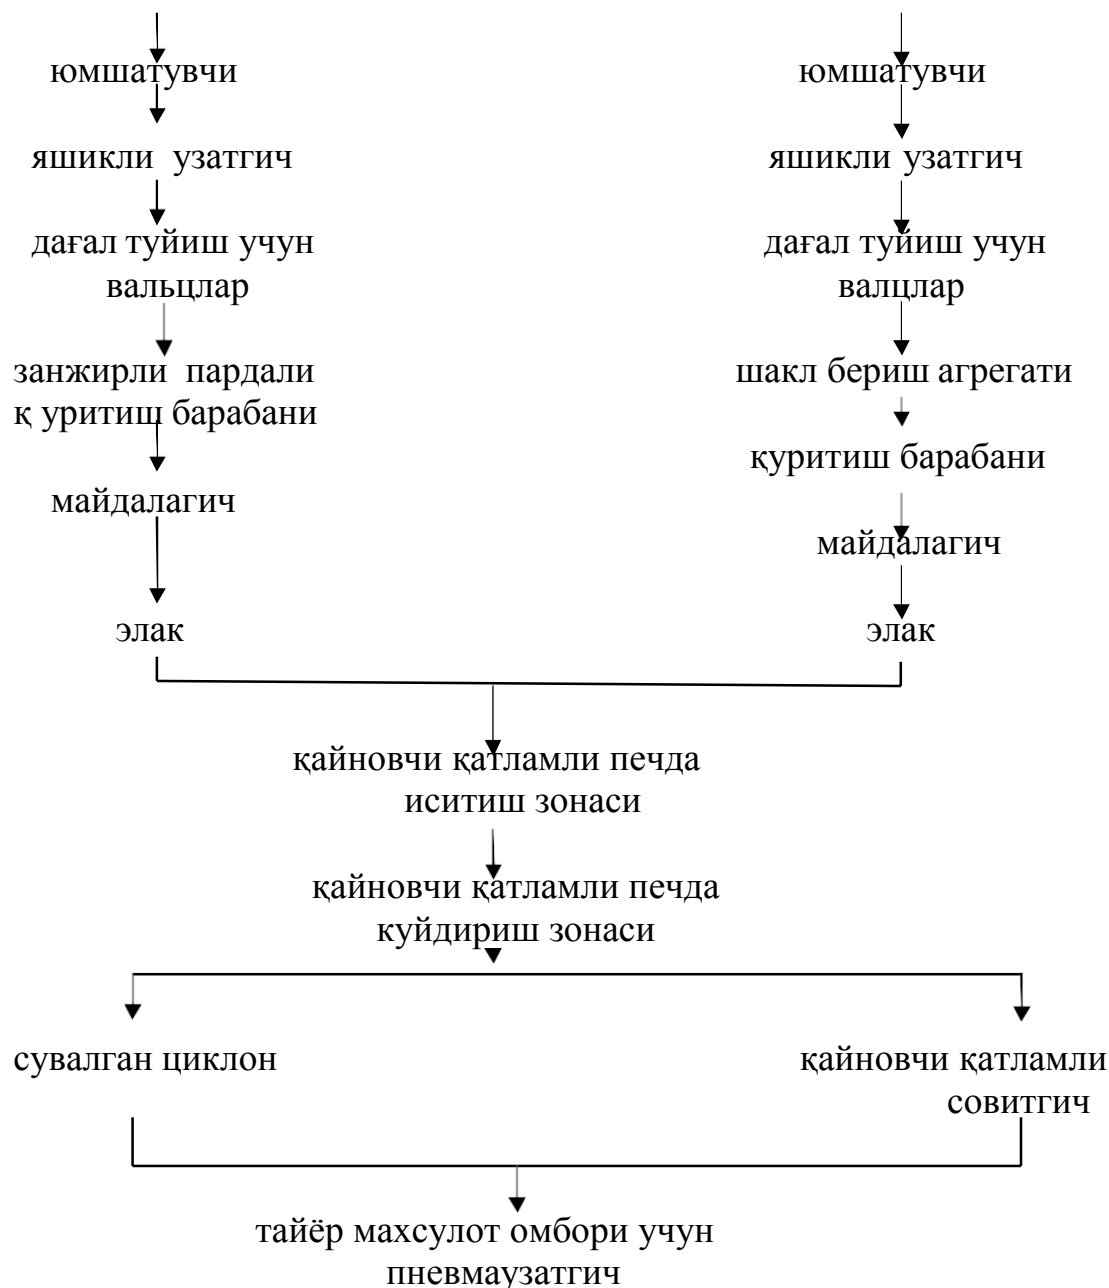 юмшатувчи
яшикли узатгич
дағал туйиш учун
вальцлар
занжирли пардали
қ уритиш барабани
майдалагич
элак
юмшатувчи
яшикли узатгич
дағал туйиш учун
валцлар
шакл бериш агрегати
қуритиш барабани
майдалагич
элак
қайновчи қатламли печда
иситиш зонаси
қайновчи қатламли печда
куйдириш зонаси
сувалган циклон
қайновчи қатламли
совитгич
тайёр махсулот омбори учун
пневмаузатгич